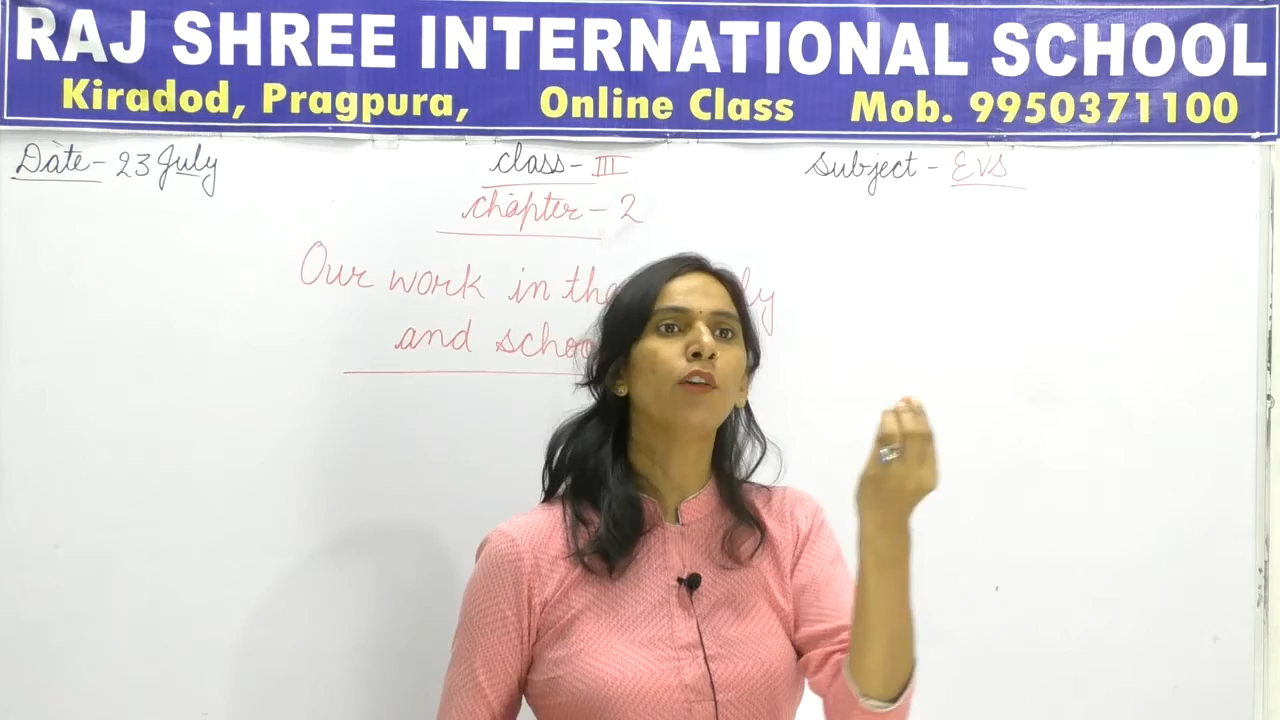 RAJ SHREE INTERNATIONAL SCHOOL
Kiradod, Pragpura, Online Class Mob. 9950371100
Date - 23 July class - III Subject - EVS
chapter - 2
Our work in the
and